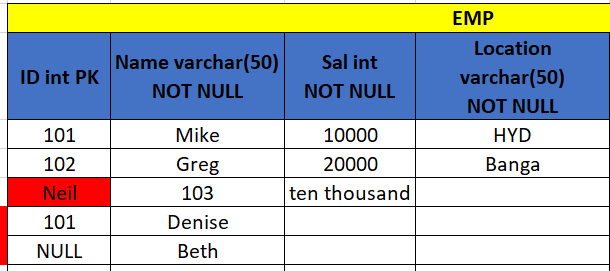 EMP
ID int PK Name varchar(50) NOT NULL Sal int NOT NULL Location varchar(50) NOT NULL
101 Mike 10000 HYD
102 Greg 20000 Banga
Neil 103 ten thousand
101 Denise
NULL Beth